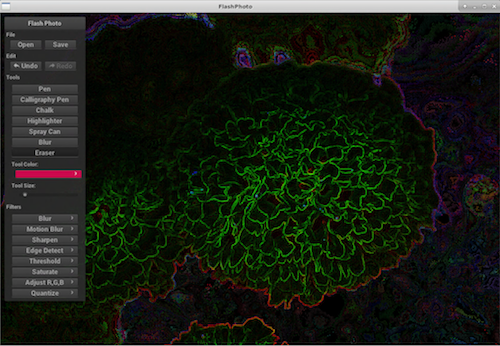 FlashPhoto
Flash Photo
File
Open Save
Edit
Undo Redo
Tools
Pen
Calligraphy Pen
Chalk
Highlighter
Spray Can
Blur
Eraser
Tool Color:
Tool Size:
Filters
Blur
Motion Blur
Sharpen
Edge Detect
Threshold
Saturate
Adjust R,G,B
Quantize